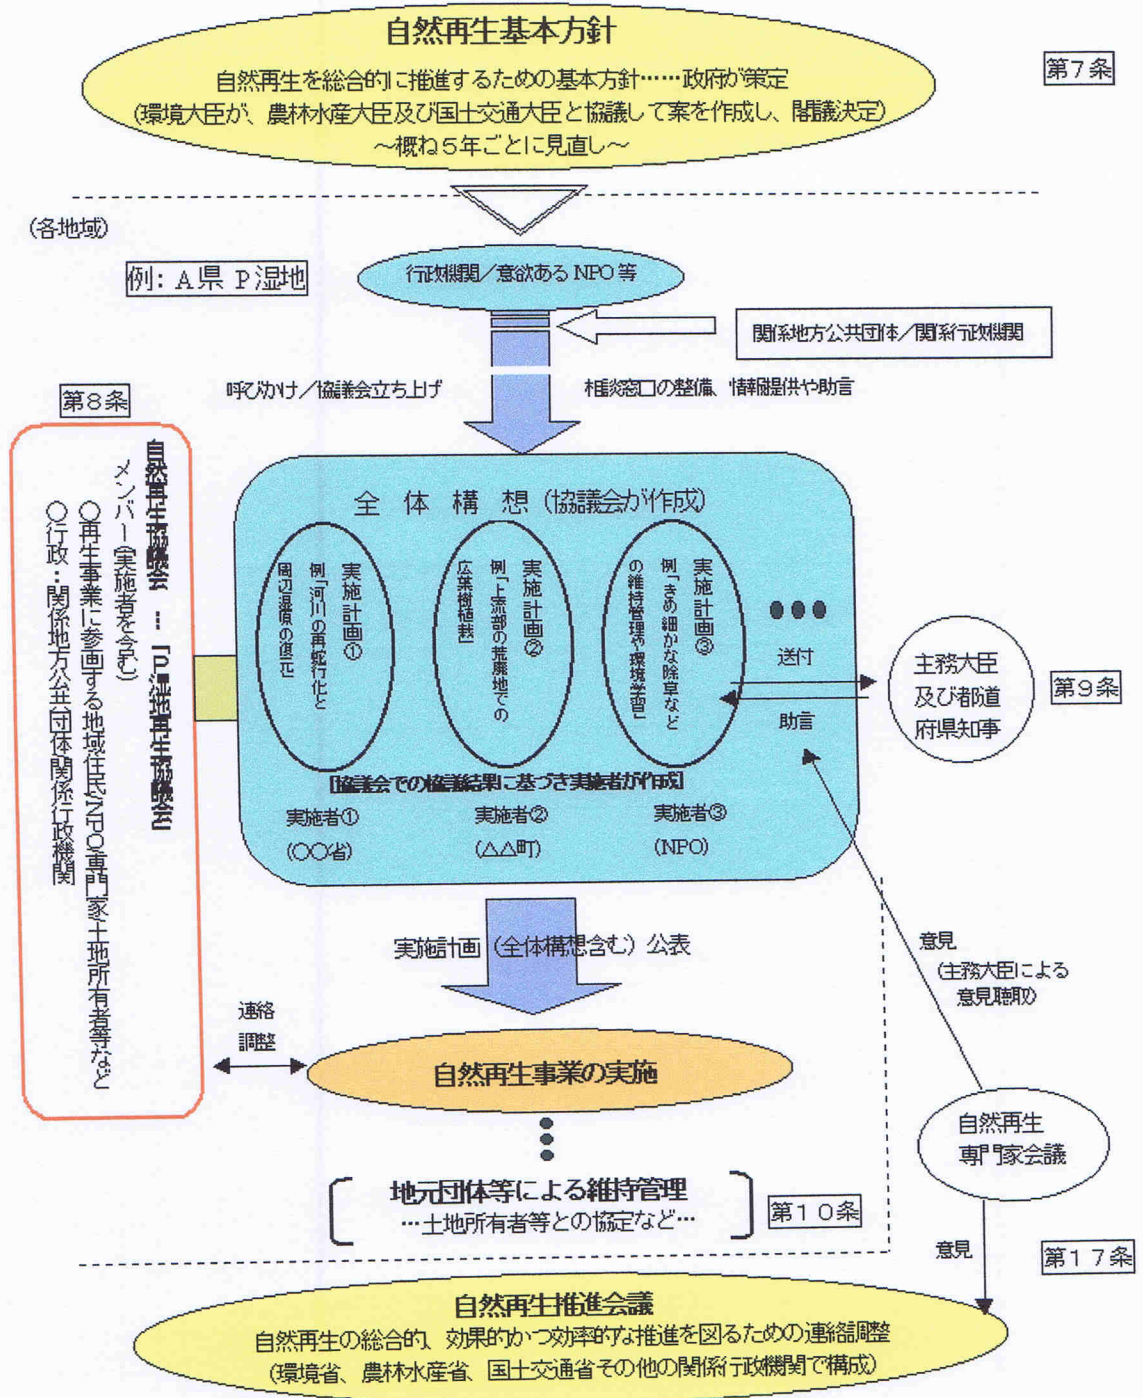 自然再生基本方針
自然再生を総合的に推進するための基本方針……政府が策定
(環境大臣が、農林水産大臣及び国土交通大臣と協議して案を作成し、閣議決定)
～概ね５年ごとに見直し～
第７条
(各地域)
例: A県 P湿地
行政機関／意欲ある NPO 等
関係地方公共団体／関係行政機関
呼びかけ／協議会立ち上げ
相談窓口の整備、情報提供や助言
第８条
自然再生協議会 …「P湿地再生協議会」
メンバー(実施者を含む)
○再生事業に参画する地域住民/NPO/専門家・土地所有者等など
○行政：関係地方公共団体・関係行政機関
全 体 構 想 (協議会が作成)
実施計画①
例「河川の再蛇行化と
周辺湿原の復元」
実施計画②
例「上流部の荒廃地での
広葉樹植栽」
実施計画③
例「きめ細かな除草など
の維持管理や環境学習」
●●●
送付
助言
主務大臣
及び都道
府県知事
第９条
[協議会での協議結果に基づき実施者が作成]
実施者①
(○○省)
実施者②
(△△町)
実施者③
(NPO)
実施計画（全体構想含む）公表
意見
(主務大臣による
意見聴取)
連絡
調整
自然再生事業の実施
自然再生
専門家会議
地元団体等による維持管理
…土地所有者等との協定など…
第１０条
意見
第１７条
自然再生推進会議
自然再生の総合的、効果的かつ効率的な推進を図るための連絡調整
(環境省、農林水産省、国土交通省その他の関係行政機関で構成)